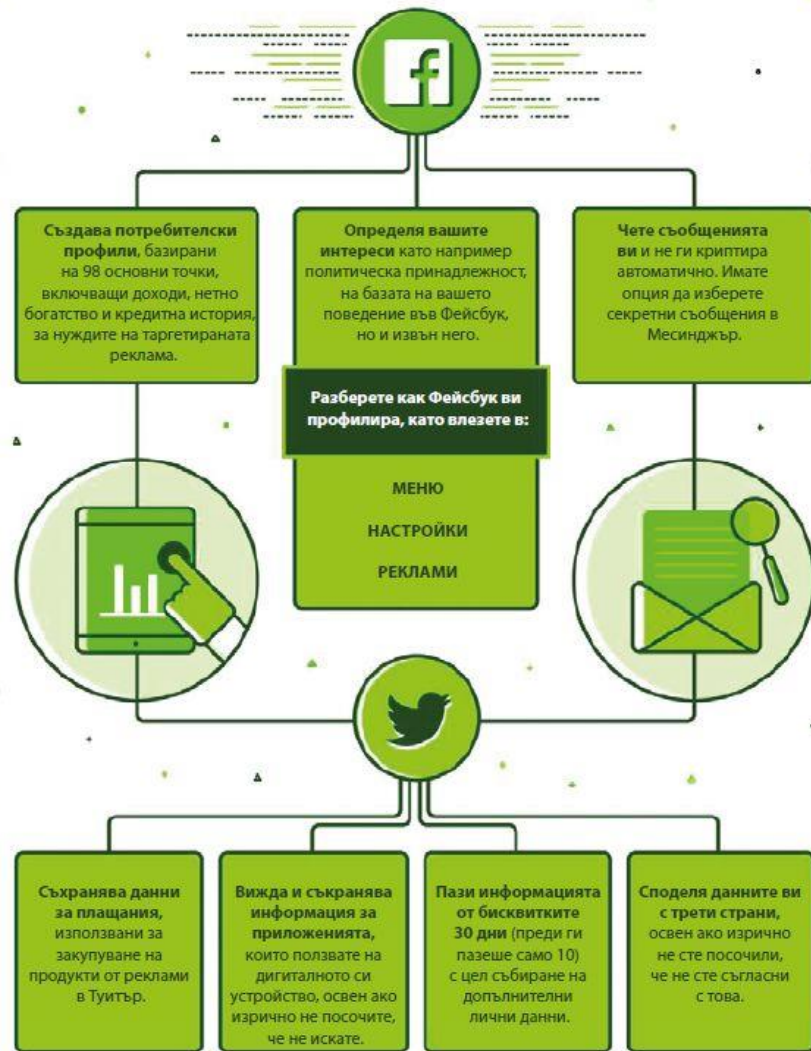 Създава потребителски
профили, базирани
на 98 основни точки,
включващи доходи, нетно
богатство и кредитна история,
за нуждите на таргетираната
реклама.
Определя вашите
интереси като например
политическа принадлежност,
на базата на вашето
поведение във Фейсбук,
но и извън него.
Чете съобщенията
ви и не ги криптира
автоматично. Имате
опция да изберете
секретни съобщения в
Месинджър.
Разберете как Фейсбук ви
профилира, като влезете в:
МЕНЮ
НАСТРОЙКИ
РЕКЛАМИ
Съхранява данни
за плащания,
използвани за
закупуване на
продукти от реклами
в Туитър.
Вижда и съкранява
информация за
приложенията,
които ползвате на
дигиталното си
устройство, освен ако
изрично не посочите,
че не искате.
Пази информацията
от бисквитките
30 дни (преди ги
пазеше само 10)
с цел събиране на
допълнителни
лични данни.
Споделя данните ви
с трети страни,
освен ако изрично
не сте посочили,
че не сте съгласни
с това.